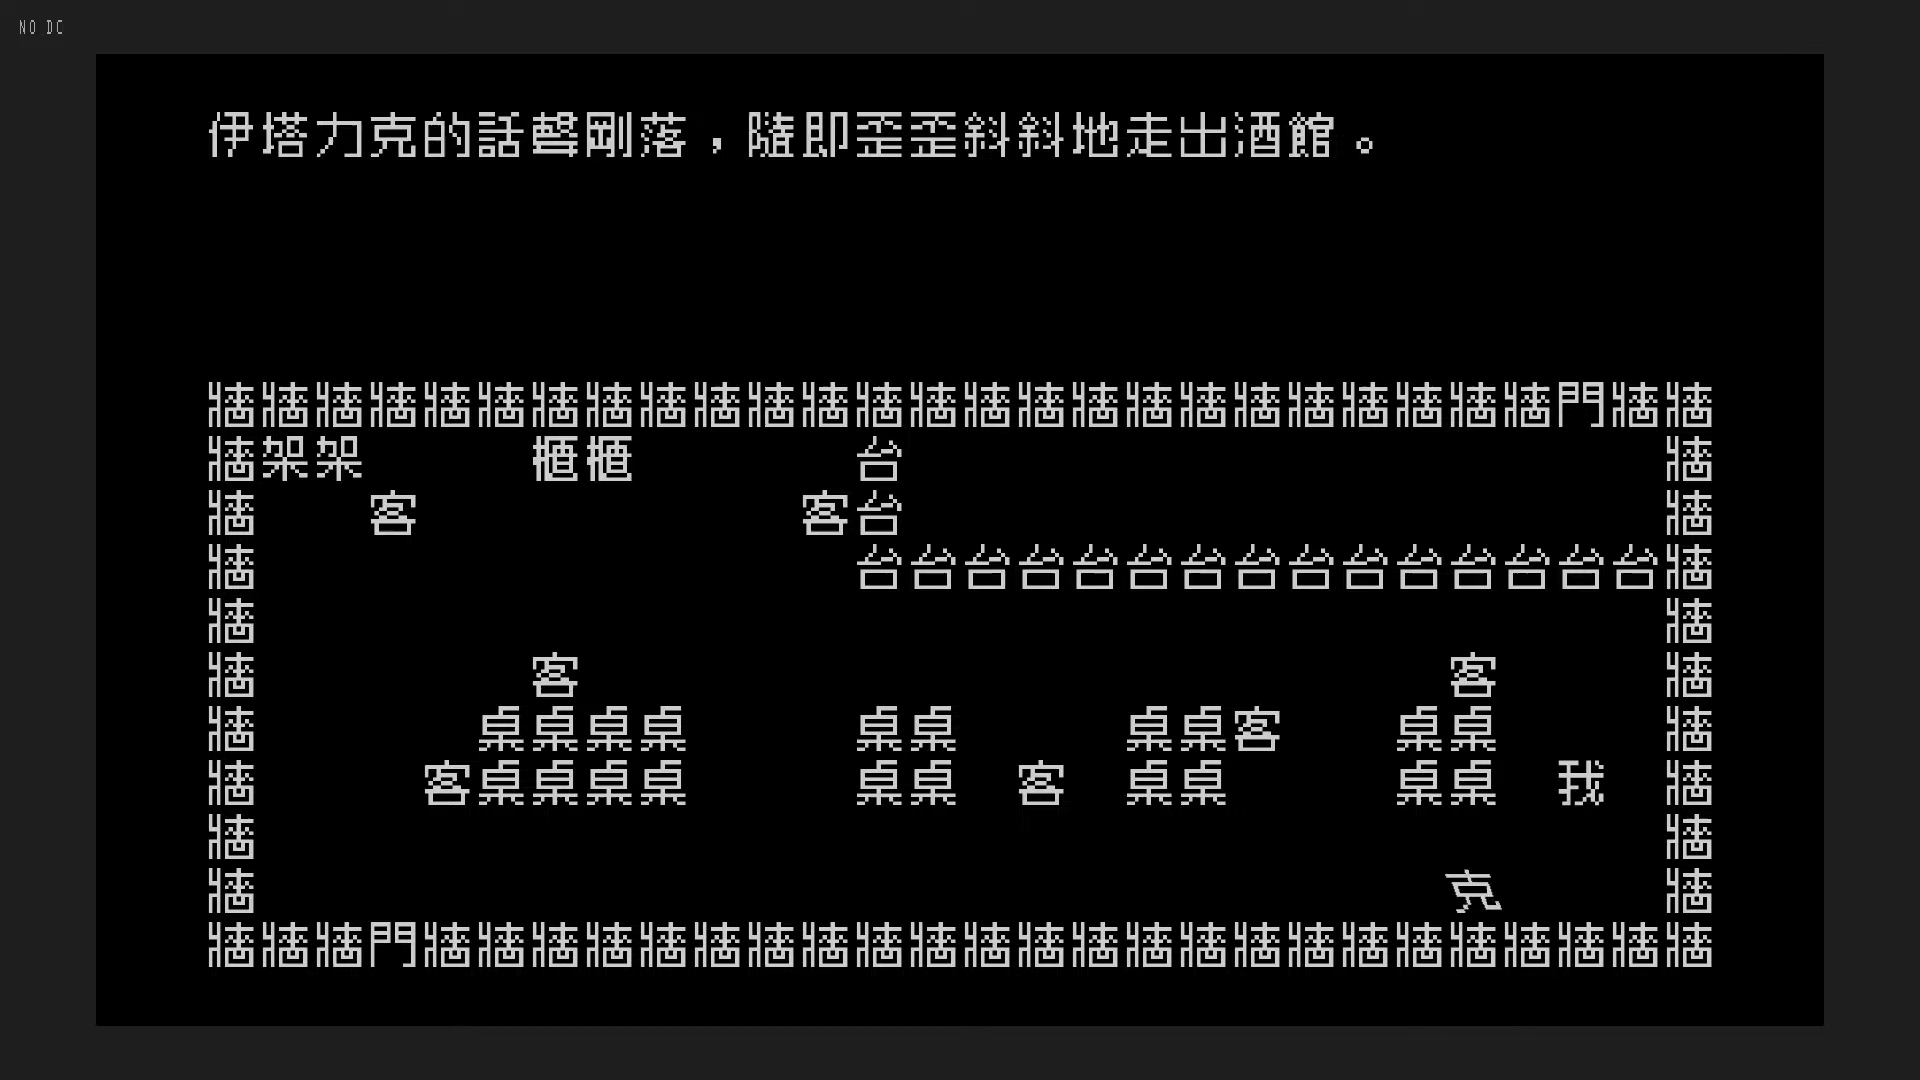 NO DC
伊塔力克的話聲剛落，隨即歪歪斜斜地走出酒館。
牆牆牆牆牆牆牆牆牆牆牆牆牆牆牆牆牆牆牆牆牆牆牆牆牆門牆牆
牆架架　　　櫃櫃　　　　台　　　　　　　　　　　　　　牆
牆　　客　　　　　　　客台　　　　　　　　　　　　　　牆
牆　　　　　　　　　　　台台台台台台台台台台台台台台台牆
牆　　　　　　　　　　　　　　　　　　　　　　　　　　牆
牆　　　　　客　　　　　　　　　　　　　　　　客　　　牆
牆　　　　桌桌桌桌　　　桌桌　　　桌桌客　　桌桌　　　牆
牆　　　客桌桌桌桌　　　桌桌　客　桌桌　　　桌桌　我　牆
牆　　　　　　　　　　　　　　　　　　　　　　　　　　牆
牆　　　　　　　　　　　　　　　　　　　　　　克　　　牆
牆牆牆門牆牆牆牆牆牆牆牆牆牆牆牆牆牆牆牆牆牆牆牆牆牆牆牆